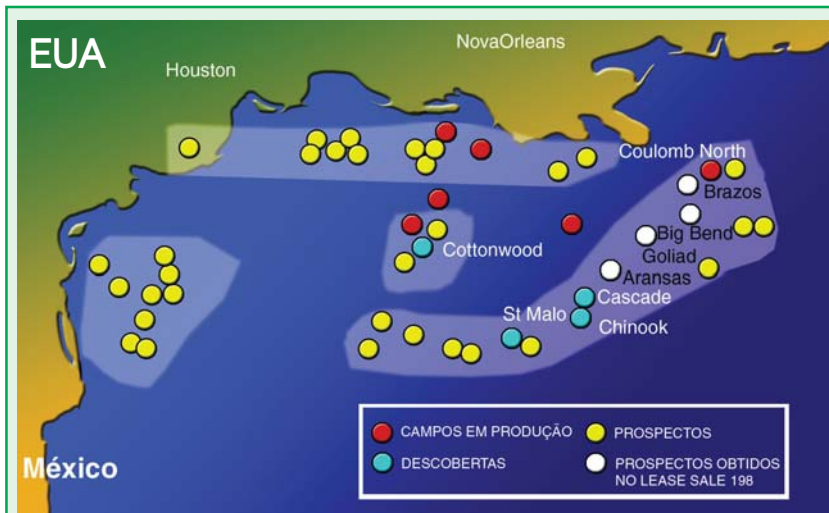 EUA
NovaOrleans
Houston
Coulomb North
Brazos
Big Bend
Cottonwood
Goliad
Aransas
Cascade
St Malo
Chinook
CAMPOS EM PRODUÇÃO
PROSPECTOS
DESCOBERTAS
PROSPECTOS OBTIDOS
NO LEASE SALE 198
México